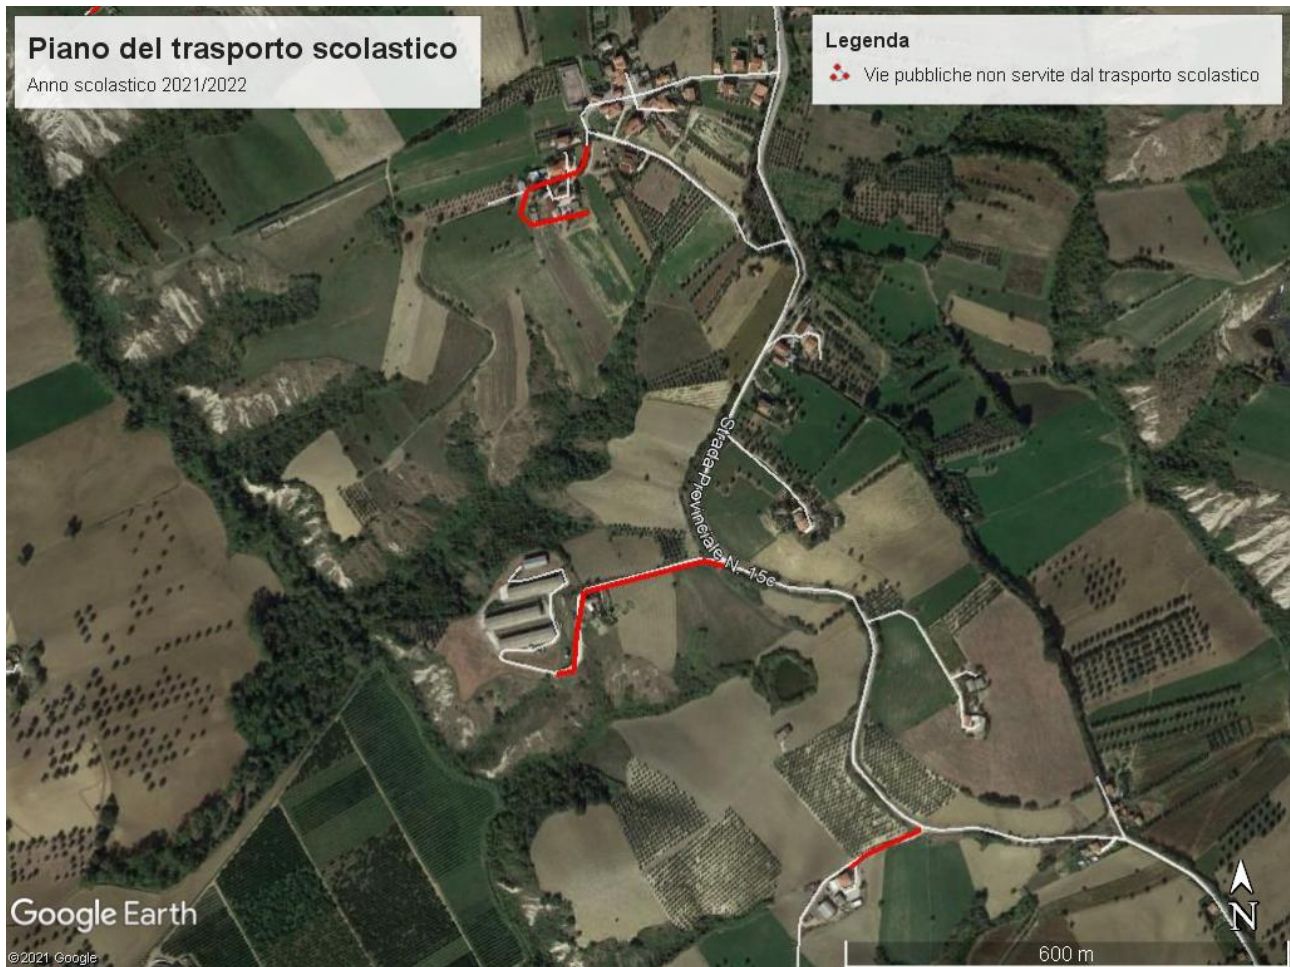 Piano del trasporto scolastico
Anno scolastico 2021/2022
Legenda
Vie pubbliche non servite dal trasporto scolastico
Strada Provinciale N. 15c
Google Earth
©2021 Google
N
600 m